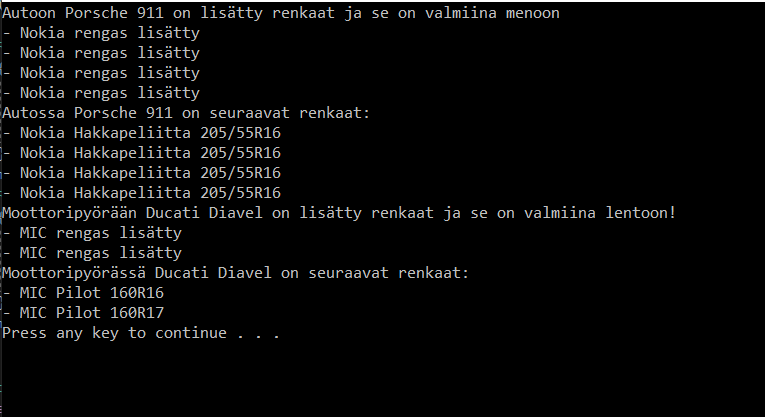 Autoon Porsche 911 on lisätty renkaat ja se on valmiina menoon
- Nokia rengas lisätty
- Nokia rengas lisätty
- Nokia rengas lisätty
- Nokia rengas lisätty
Autossa Porsche 911 on seuraavat renkaat:
- Nokia Hakkapeliitta 205/55R16
- Nokia Hakkapeliitta 205/55R16
- Nokia Hakkapeliitta 205/55R16
- Nokia Hakkapeliitta 205/55R16
Moottoripyörään Ducati Diavel on lisätty renkaat ja se on valmiina lentoon!
- MIC rengas lisätty
- MIC rengas lisätty
Moottoripyörässä Ducati Diavel on seuraavat renkaat:
- MIC Pilot 160R16
- MIC Pilot 160R17
Press any key to continue . . .